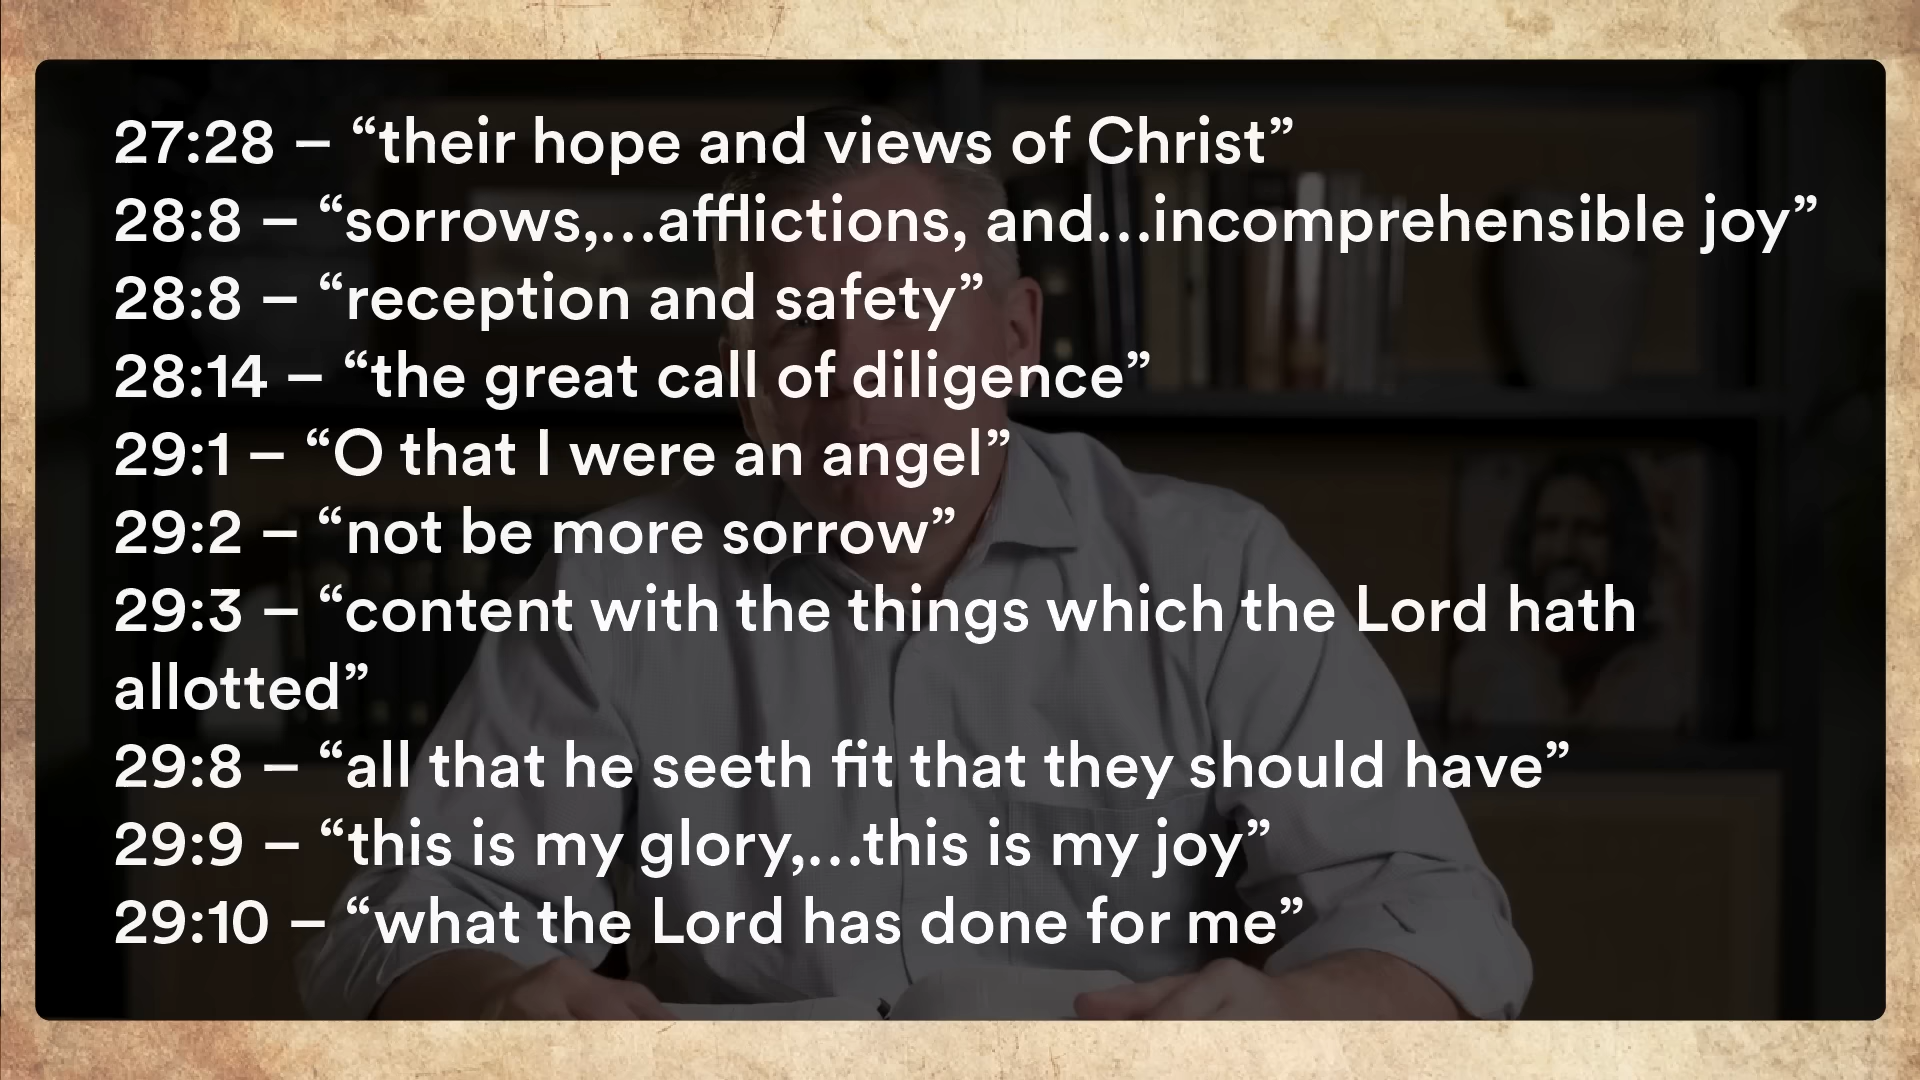 27:28 – “their hope and views of Christ”
28:8 – “sorrows,…afflictions, and…incomprehensible joy”
28:8 – “reception and safety”
28:14 – “the great call of diligence”
29:1 – “O that I were an angel”
29:2 – “not be more sorrow”
29:3 – “content with the things which the Lord hath
allotted”
29:8 – “all that he seeth fit that they should have”
29:9 – “this is my glory,…this is my joy”
29:10 – “what the Lord has done for me”